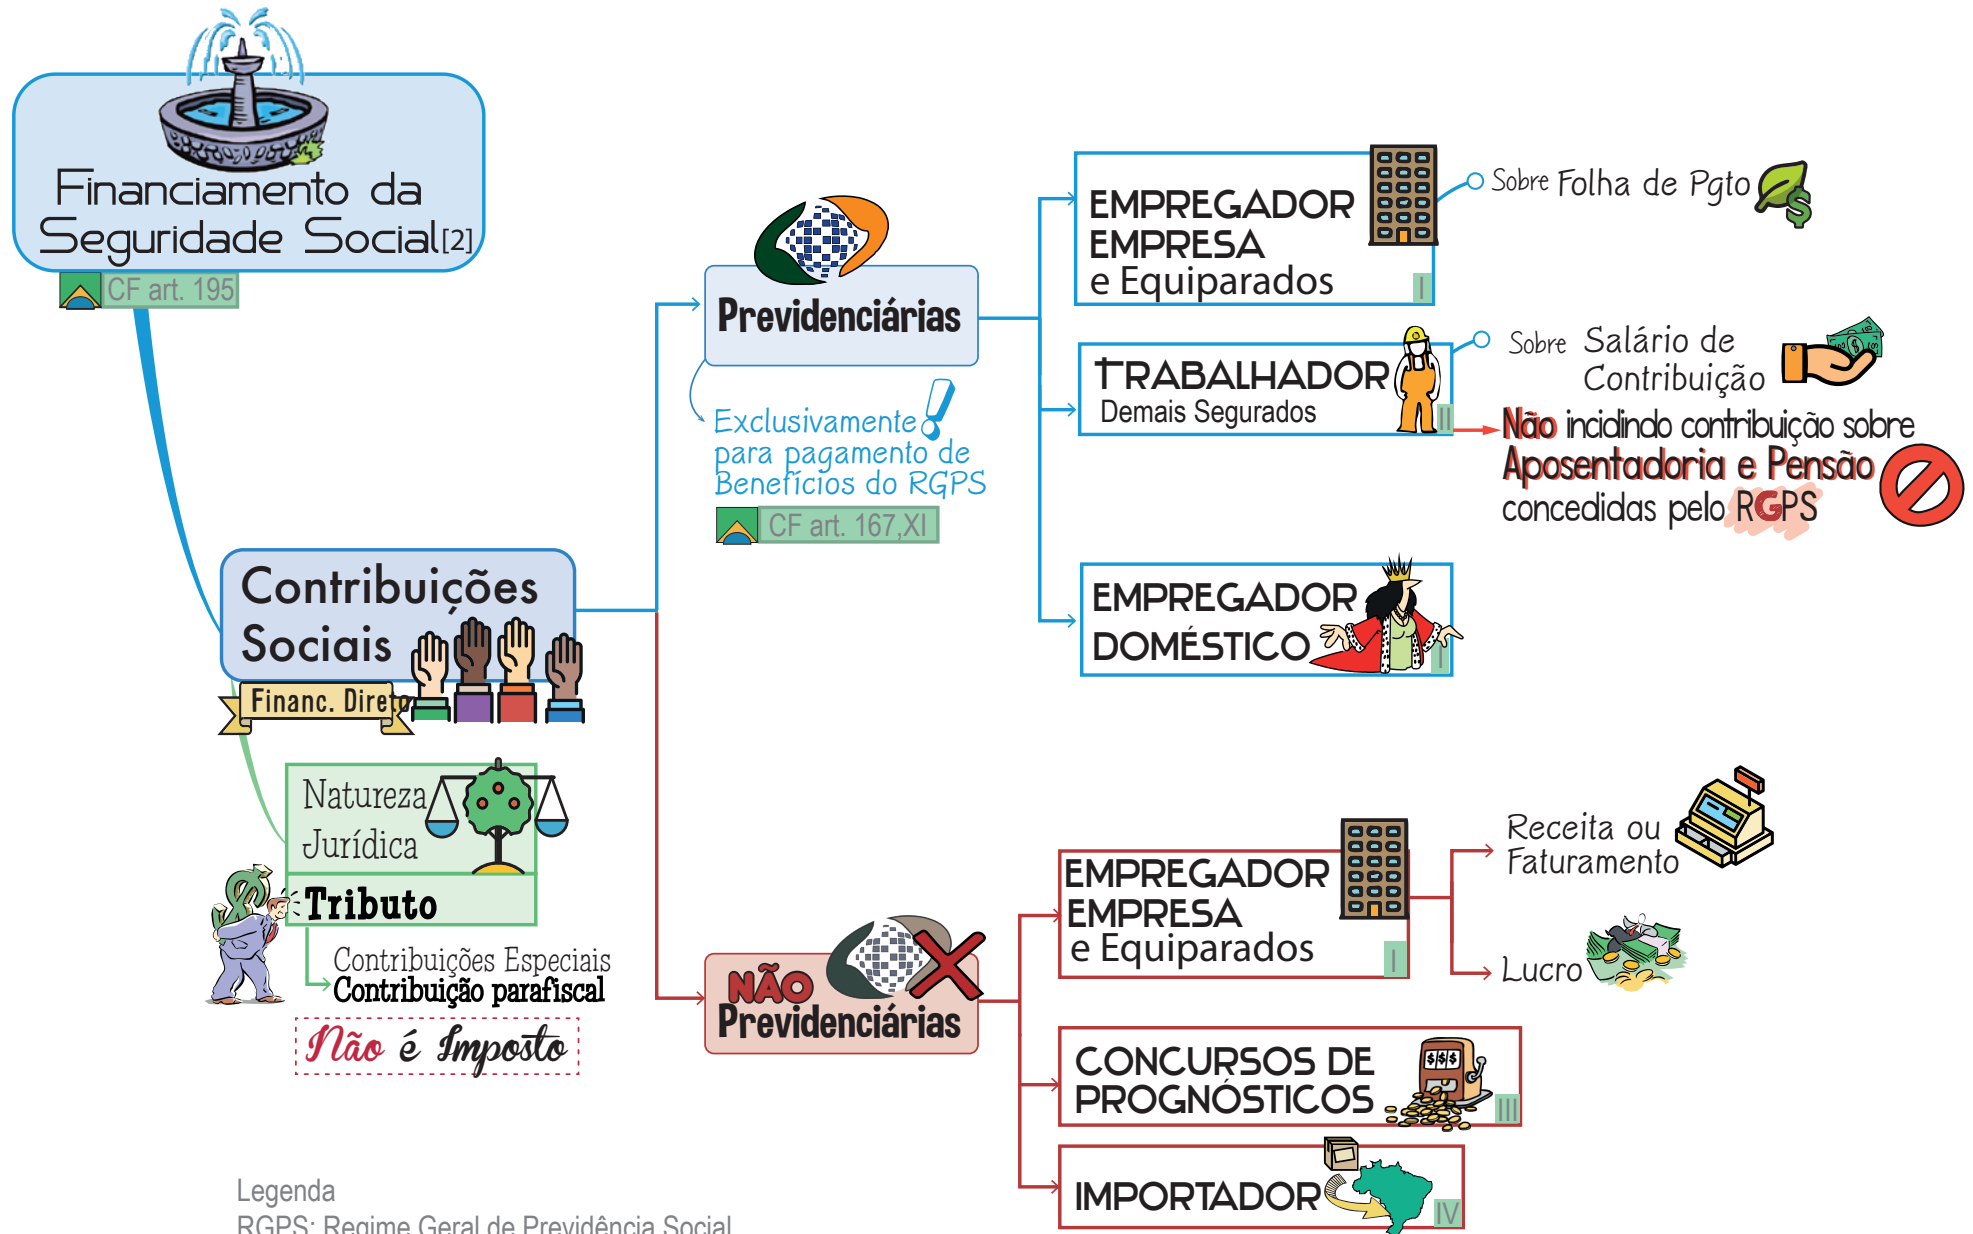 Financiamento da
Seguridade Social[2]
CF art. 195
Contribuições
Sociais
Financ. Direto
Natureza
Jurídica
Tributo
Contribuições Especiais
Contribuição parafiscal
Não é Imposto
Previdenciárias
Exclusivamente
para pagamento de
Benefícios do RGPS
CF art. 167,XI
EMPREGADOR
EMPRESA
e Equiparados
I
Sobre Folha de Pgto
TRABALHADOR
Demais Segurados
II
Sobre Salário de
Contribuição
Não incidindo contribuição sobre
Aposentadoria e Pensão
concedidas pelo RGPS
EMPREGADOR
DOMÉSTICO
I
NÃO
Previdenciárias
EMPREGADOR
EMPRESA
e Equiparados
I
Receita ou
Faturamento
Lucro
CONCURSOS DE
PROGNÓSTICOS
$$$
III
IMPORTADOR
IV
Legenda
RGPS: Regime Geral de Previdência Social